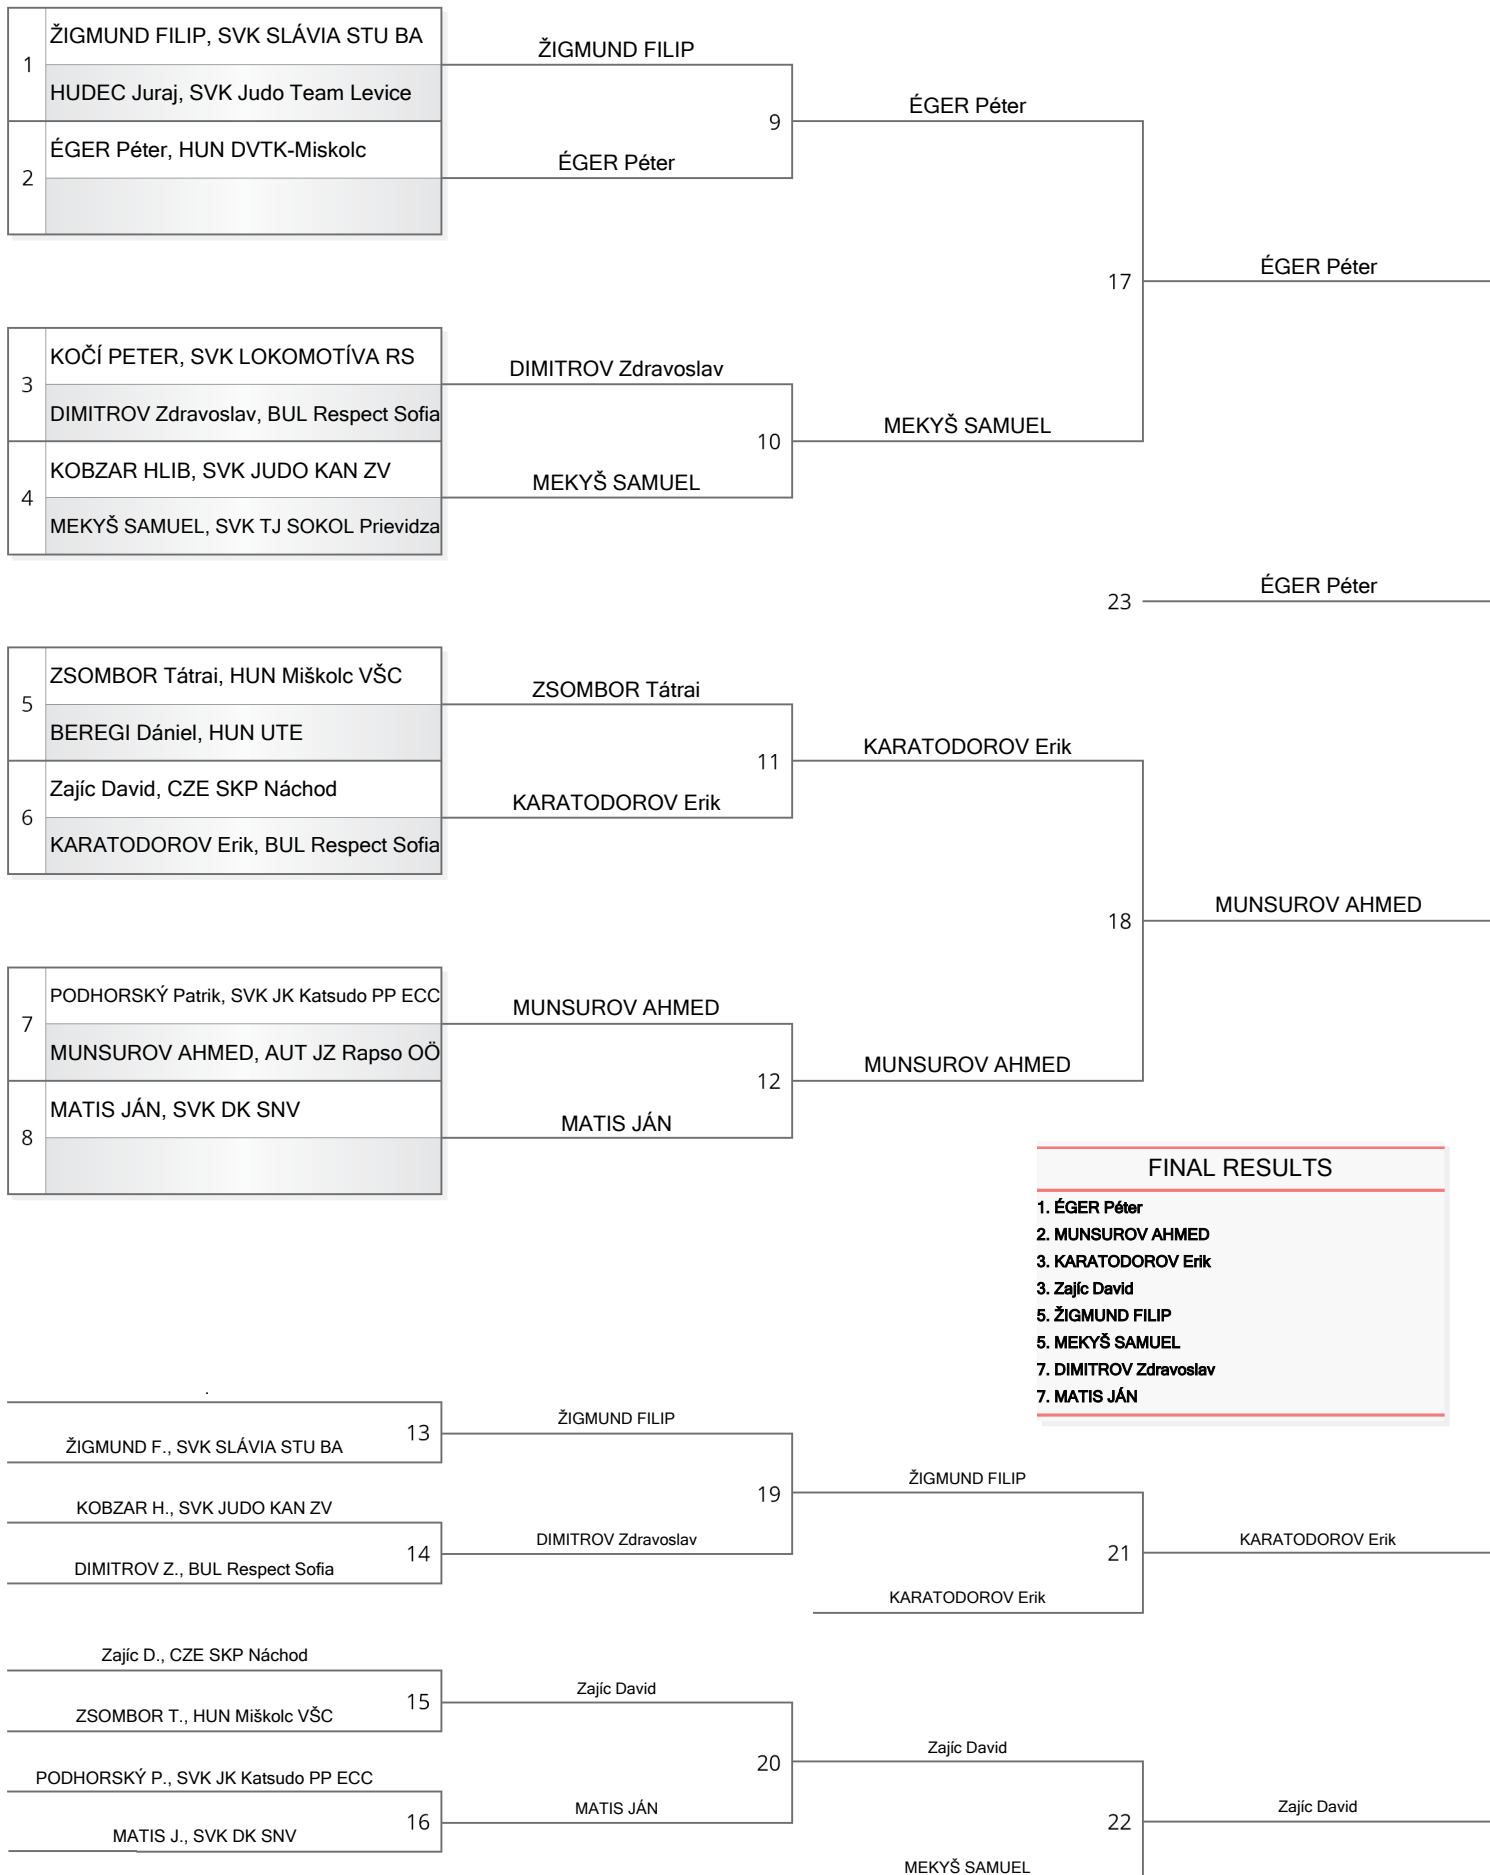 ŽIGMUND FILIP, SVK SLÁVIA STU BA
1
HUDEC Juraj, SVK Judo Team Levice
ÉGER Péter, HUN DVTK-Miskolc
2
ŽIGMUND FILIP
9
ÉGER Péter
ÉGER Péter
17
ÉGER Péter
KOČÍ PETER, SVK LOKOMOTÍVA RS
3
DIMITROV Zdravoslav, BUL Respect Sofia
KOBZAR HLIB, SVK JUDO KAN ZV
4
MEKYŠ SAMUEL, SVK TJ SOKOL Prievidza
DIMITROV Zdravoslav
10
MEKYŠ SAMUEL
MEKYŠ SAMUEL
23
ÉGER Péter
ZSOMBOR Tátrai, HUN Miškolc VŠC
5
BEREGI Dániel, HUN UTE
Zajíc David, CZE SKP Náchod
6
KARATODOROV Erik, BUL Respect Sofia
ZSOMBOR Tátrai
11
KARATODOROV Erik
KARATODOROV Erik
18
MUNSUROV AHMED
PODHORSKÝ Patrik, SVK JK Katsudo PP ECC
7
MUNSUROV AHMED, AUT JZ Rapso OÖ
MATIS JÁN, SVK DK SNV
8
MUNSUROV AHMED
12
MATIS JÁN
MUNSUROV AHMED
FINAL RESULTS
1. ÉGER Péter
2. MUNSUROV AHMED
3. KARATODOROV Erik
3. Zajíc David
5. ŽIGMUND FILIP
5. MEKYŠ SAMUEL
7. DIMITROV Zdravoslav
7. MATIS JÁN
.
13
ŽIGMUND F., SVK SLÁVIA STU BA
KOBZAR H., SVK JUDO KAN ZV
14
DIMITROV Z., BUL Respect Sofia
ŽIGMUND FILIP
19
DIMITROV Zdravoslav
ŽIGMUND FILIP
21
KARATODOROV Erik
KARATODOROV Erik
Zajíc D., CZE SKP Náchod
15
ZSOMBOR T., HUN Miškolc VŠC
PODHORSKÝ P., SVK JK Katsudo PP ECC
16
MATIS J., SVK DK SNV
Zajíc David
20
MATIS JÁN
Zajíc David
22
MEKYŠ SAMUEL
Zajíc David